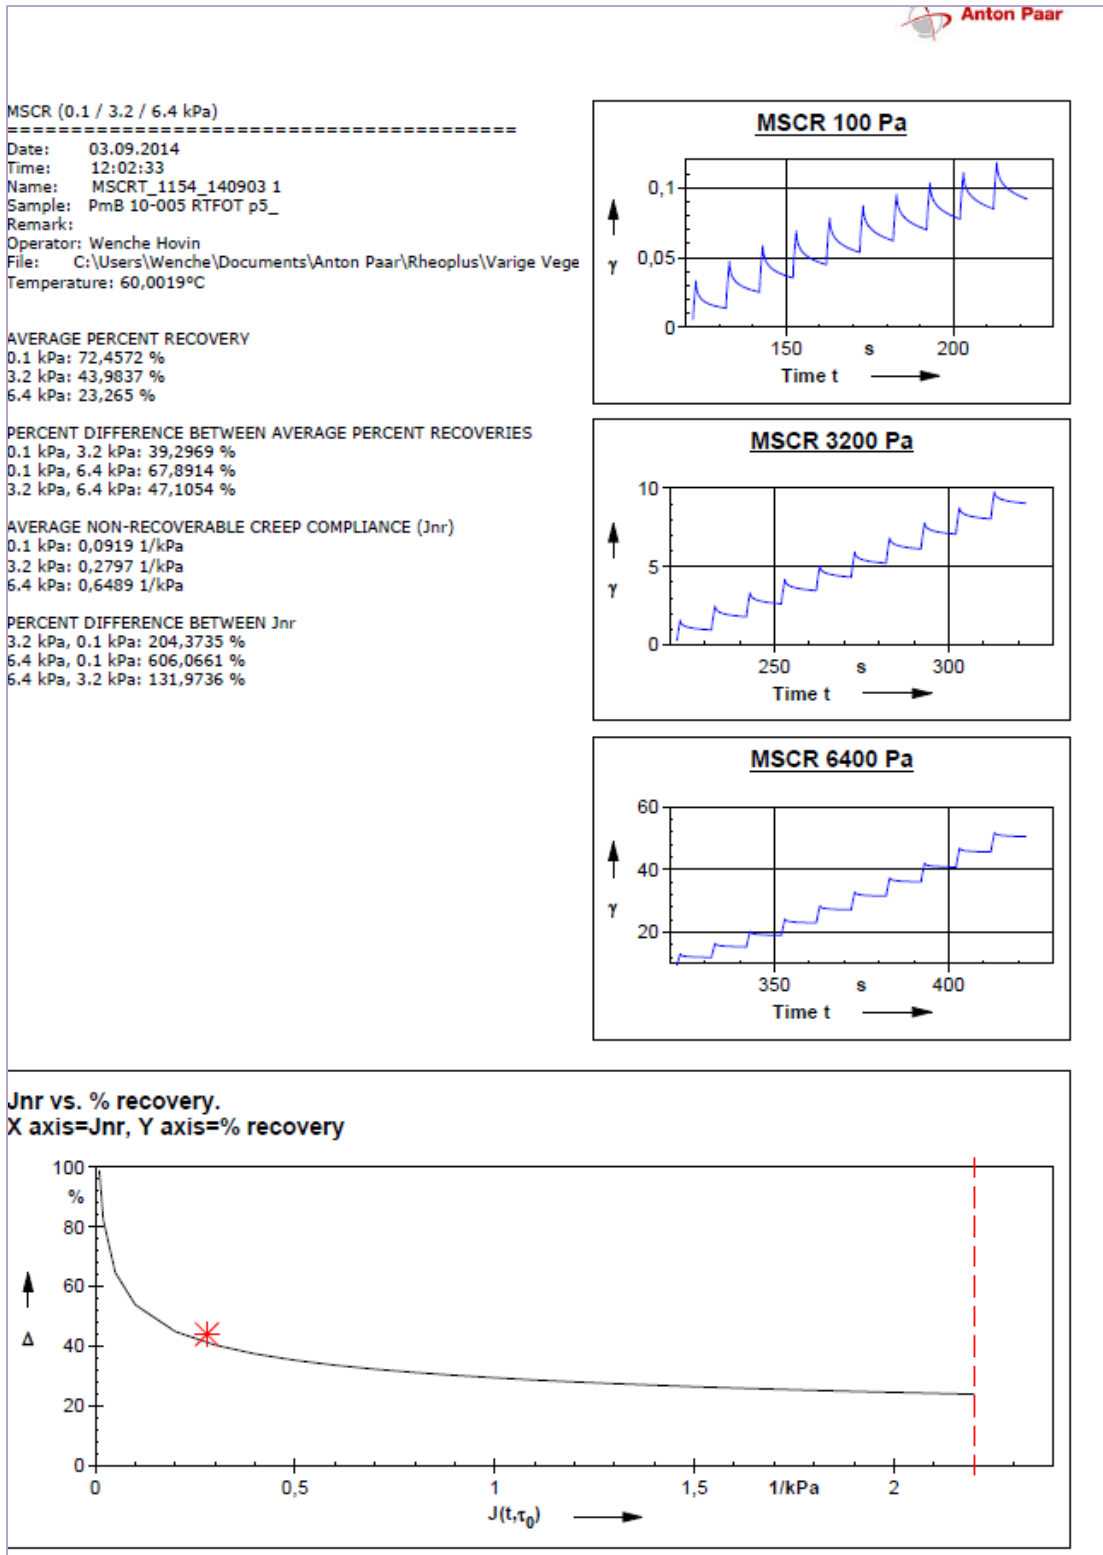 Anton Paar
MSCR (0.1 / 3.2 / 6.4 kPa)
========================================
Date: 03.09.2014
Time: 12:02:33
Name: MSCRT_1154_140903 1
Sample: PmB 10-005 RTFOT p5_
Remark:
Operator: Wenche Hovin
File: C:\Users\Wenche\Documents\Anton Paar\Rheoplus\Varige Vege
Temperature: 60,0019ºC
AVERAGE PERCENT RECOVERY
0.1 kPa: 72,4572 %
3.2 kPa: 43,9837 %
6.4 kPa: 23,265 %
PERCENT DIFFERENCE BETWEEN AVERAGE PERCENT RECOVERIES
0.1 kPa, 3.2 kPa: 39,2969 %
0.1 kPa, 6.4 kPa: 67,8914 %
3.2 kPa, 6.4 kPa: 47,1054 %
AVERAGE NON-RECOVERABLE CREEP COMPLIANCE (Jnr)
0.1 kPa: 0,0919 1/kPa
3.2 kPa: 0,2797 1/kPa
6.4 kPa: 0,6489 1/kPa
PERCENT DIFFERENCE BETWEEN Jnr
3.2 kPa, 0.1 kPa: 204,3735 %
6.4 kPa, 0.1 kPa: 606,0661 %
6.4 kPa, 3.2 kPa: 131,9736 %
MSCR 100 Pa
0,1
γ 0,05
0
150 s 200
Time t
MSCR 3200 Pa
10
5
γ
0
250 s 300
Time t
MSCR 6400 Pa
60
40
γ
20
350 s 400
Time t
Jnr vs. % recovery.
X axis=Jnr, Y axis=% recovery
100
%
80
60
Δ
40
20
0
0 0,5 1 1,5 1/kPa 2
J(t,τ0)